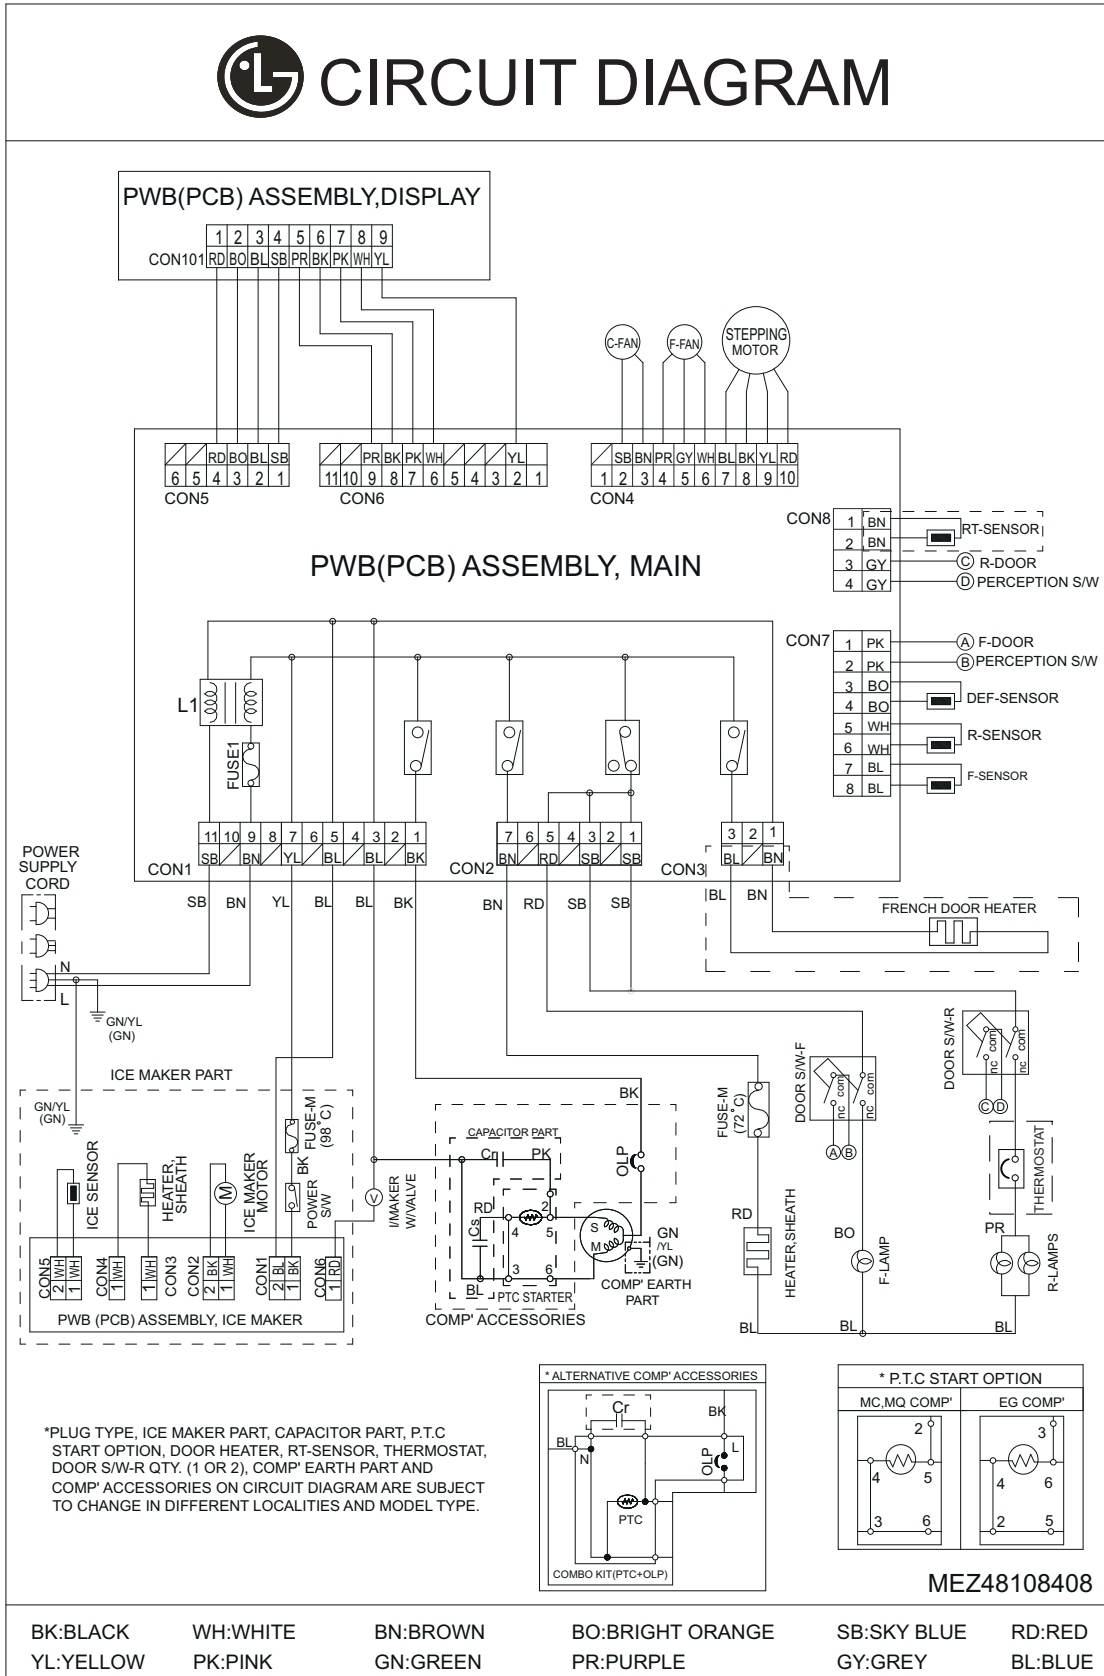 LG CIRCUIT DIAGRAM
PWB(PCB) ASSEMBLY,DISPLAY
1 2 3 4 5 6 7 8 9
CON101 RD BO BL SB PR BK PK WH YL
C-FAN
F-FAN
STEPPING
MOTOR
RD BO BL SB
6 5 4 3 2 1
CON5
PR BK PK WH YL
11 10 9 8 7 6 5 4 3 2 1
CON6
SB BN PR GY WH BL BK YL RD
1 2 3 4 5 6 7 8 9 10
CON4
PWB(PCB) ASSEMBLY, MAIN
CON8
1 BN
2 BN
3 GY
4 GY
RT-SENSOR
C R-DOOR
D PERCEPTION S/W
CON7
1 PK
2 PK
3 BO
4 BO
5 WH
6 WH
7 BL
8 BL
A F-DOOR
B PERCEPTION S/W
DEF-SENSOR
R-SENSOR
F-SENSOR
L1
FUSE1
11 10 9 8 7 6 5 4 3 2 1
CON1 SB BN YL BL BL BK
7 6 5 4 3 2 1
CON2 BN RD SB SB
3 2 1
CON3 BL BN
POWER
SUPPLY
CORD
N
L
GN/YL
(GN)
SB BN YL BL BL BK
BN RD SB SB
BL BN
FRENCH DOOR HEATER
ICE MAKER PART
GN/YL
(GN)
ICE SENSOR
HEATER,
SHEATH
M
ICE MAKER
MOTOR
FUSE-M
(98˚C)
BK
POWER
S/W
V
I/MAKER
W/VALVE
CON5
2 WH
1 WH
CON4
1 WH
1 WH
CON3
CON2
2 BK
1 WH
CON1
2 BL
1 BK
CON6
1 RD
PWB (PCB) ASSEMBLY, ICE MAKER
BK
CAPACITOR PART
Cr
PK
OLP
RD
Cs
2
4 5
3 6
S
M
BL
PTC STARTER
GN
/YL
(GN)
COMP' EARTH
PART
COMP' ACCESSORIES
FUSE-M
(72˚C)
RD
HEATER,SHEATH
BL
DOOR S/W-F
nc com
nc com
A B
BO
F-LAMP
BL
DOOR S/W-R
nc com
nc com
C D
THERMOSTAT
PR
R-LAMPS
BL
* ALTERNATIVE COMP' ACCESSORIES
Cr
BK
BL
N
OLP
L
PTC
COMBO KIT(PTC+OLP)
* P.T.C START OPTION
MC,MQ COMP'
2
4 5
3 6
EG COMP'
3
4 6
2 5
*PLUG TYPE, ICE MAKER PART, CAPACITOR PART, P.T.C
START OPTION, DOOR HEATER, RT-SENSOR, THERMOSTAT,
DOOR S/W-R QTY. (1 OR 2), COMP' EARTH PART AND
COMP' ACCESSORIES ON CIRCUIT DIAGRAM ARE SUBJECT
TO CHANGE IN DIFFERENT LOCALITIES AND MODEL TYPE.
MEZ48108408
BK:BLACK WH:WHITE BN:BROWN BO:BRIGHT ORANGE SB:SKY BLUE RD:RED
YL:YELLOW PK:PINK GN:GREEN PR:PURPLE GY:GREY BL:BLUE